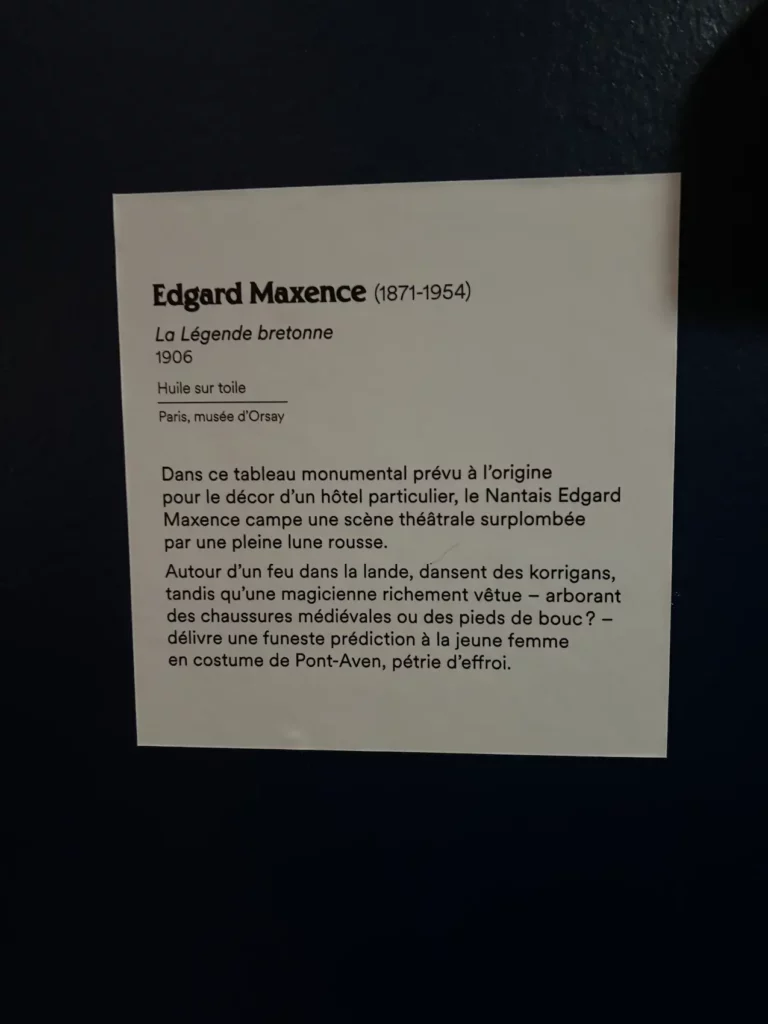 Edgard Maxence (1871-1954)
La Légende bretonne
1906
Huile sur toile
Paris, musée d’Orsay
Dans ce tableau monumental prévu à l’origine
pour le décor d’un hôtel particulier, le Nantais Edgard
Maxence campe une scène théâtrale surplombée
par une pleine lune rousse.
Autour d’un feu dans la lande, dansent des korrigans,
tandis qu’une magicienne richement vêtue – arborant
des chaussures médiévales ou des pieds de bouc ? –
délivre une funeste prédiction à la jeune femme
en costume de Pont-Aven, pétrie d’effroi.